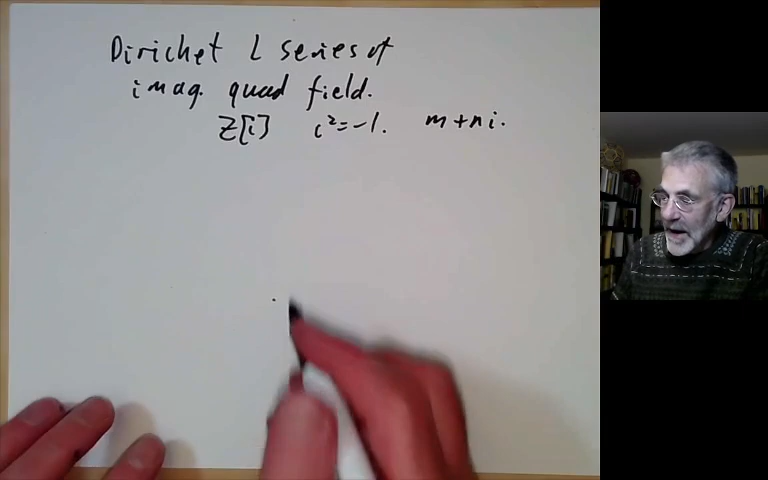 Dirichet L series of
imag. quad field.
Z[i] i²=-1. m+ni.